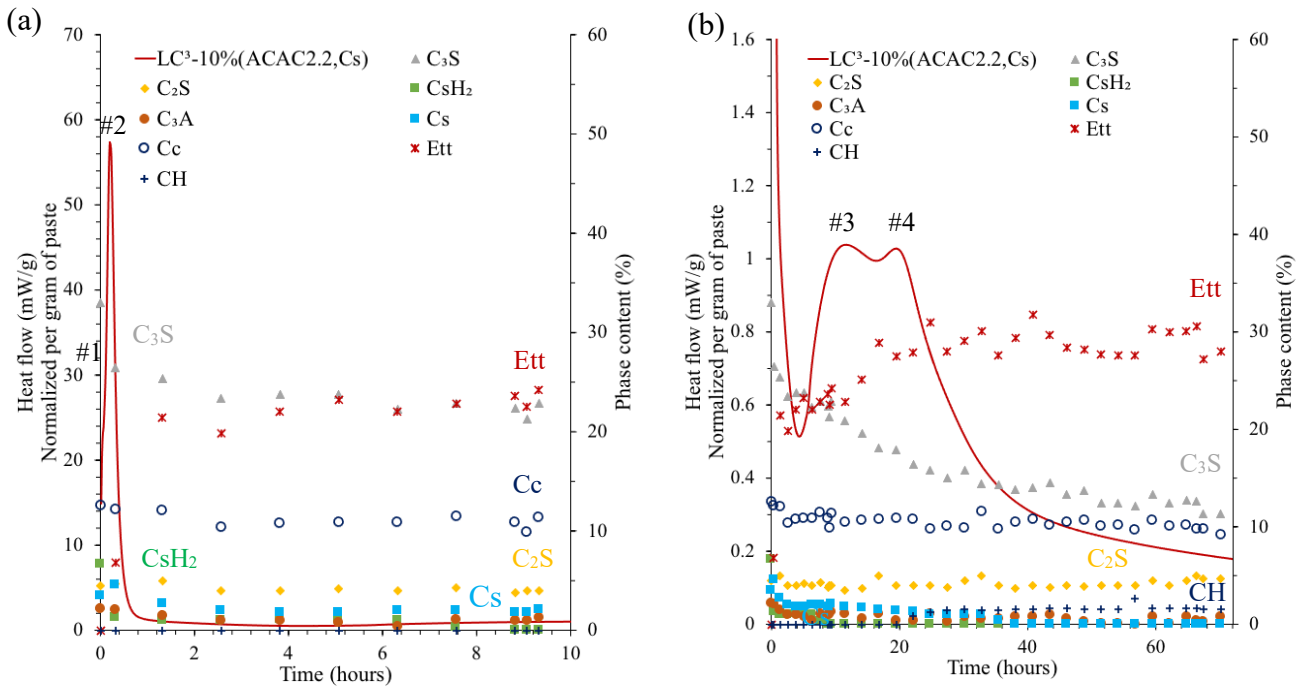 (a)
70
60
50
40
30
20
10
0
Heat flow (mW/g)
Normalized per gram of paste
0
2
4
6
8
10
Time (hours)
60
50
40
30
20
10
0
Phase content (%)
LC³-10%(ACAC2.2,Cs)
C₃S
C₂S
CsH₂
C₃A
Cs
Cc
Ett
CH
#1
#2
C₃S
Ett
Cc
CsH₂
C₂S
Cs
(b)
1.6
1.4
1.2
1
0.8
0.6
0.4
0.2
0
Heat flow (mW/g)
Normalized per gram of paste
0
20
40
60
Time (hours)
60
50
40
30
20
10
0
Phase content (%)
LC³-10%(ACAC2.2,Cs)
C₃S
C₂S
CsH₂
C₃A
Cs
Cc
Ett
CH
#3
#4
Ett
C₃S
C₂S
CH